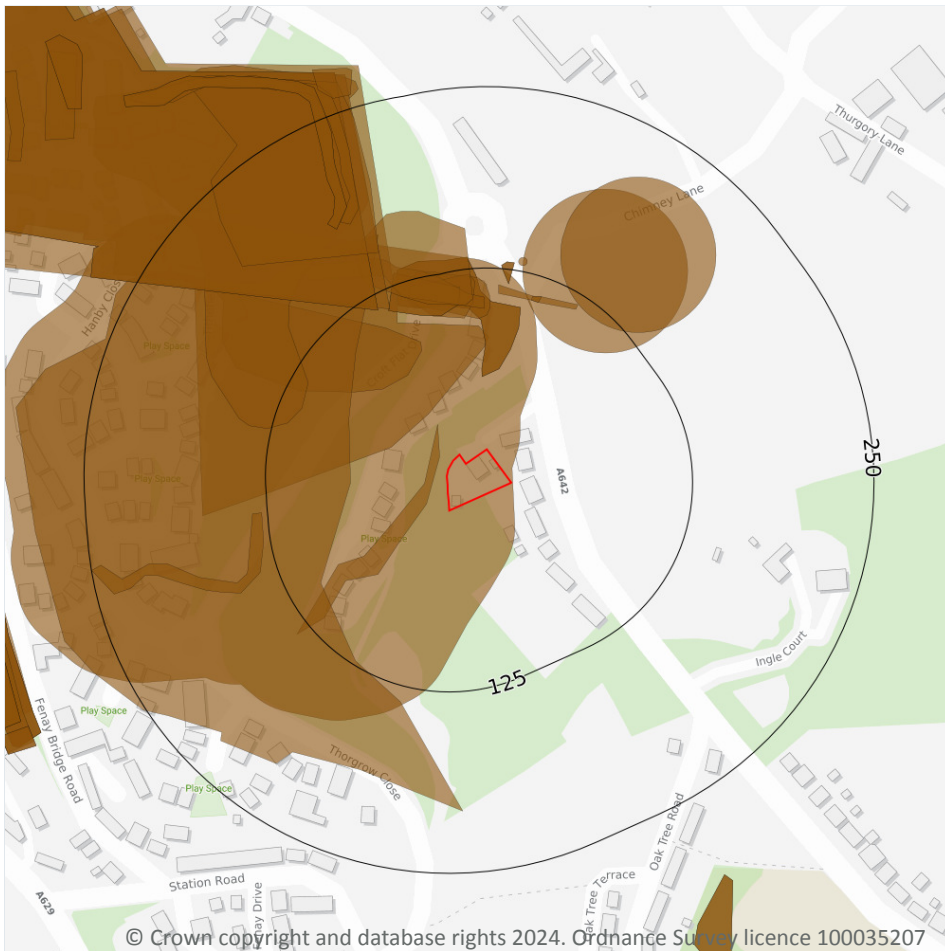 Thurgory Lane
Chimney Lane
Hanby Clos
Play Space
Play Space
Play Space
A642
250
125
Ingle Court
Fenay Bridge Road
Play Space
Thorgrow Close
Play Space
Station Road
A629
Oak Tree Road
Oak Tree Terrace
© Crown copyright and database rights 2024. Ordnance Survey licence 100035207